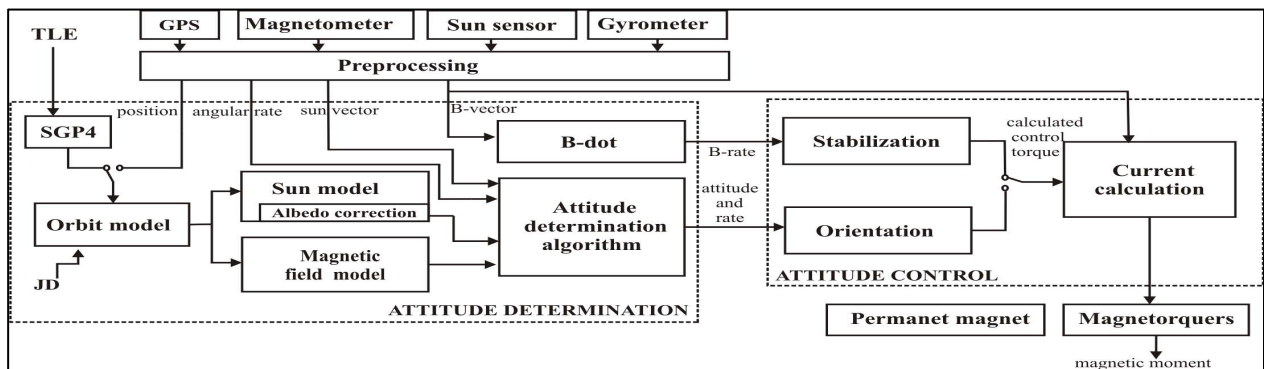 GPS
Magnetometer
Sun sensor
Gyrometer
TLE
Preprocessing
position
angular rate
sun vector
B-vector
SGP4
B-dot
B-rate
Stabilization
calculated
control
torque
Current
calculation
Sun model
Albedo correction
Orbit model
Magnetic
field model
Attitude
determination
algorithm
attitude
and
rate
Orientation
JD
ATTITUDE DETERMINATION
ATTITUDE CONTROL
Permanet magnet
Magnetorquers
magnetic moment